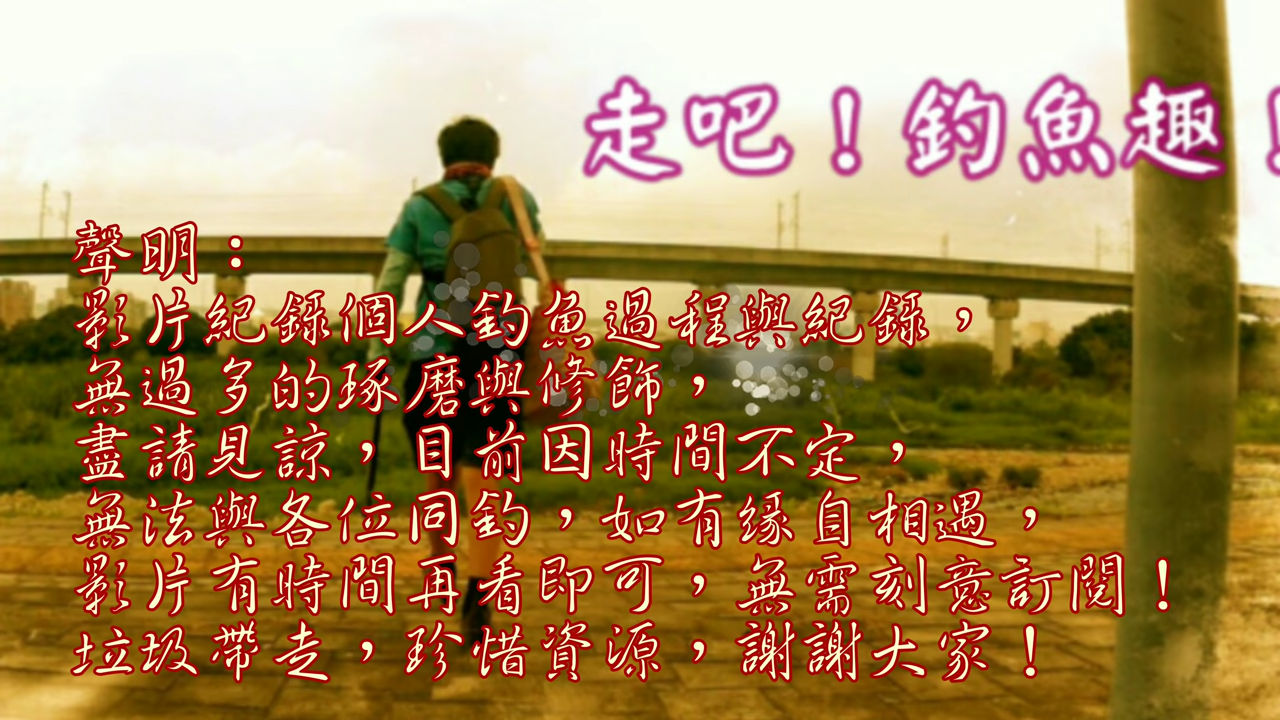 走吧！釣魚趣！
聲明：
影片紀錄個人釣魚過程與紀錄，
無過多的琢磨與修飾，
盡請見諒，目前因時間不定，
無法與各位同釣，如有緣自相遇，
影片有時間再看即可，無需刻意訂閱！
垃圾帶走，珍惜資源，謝謝大家！